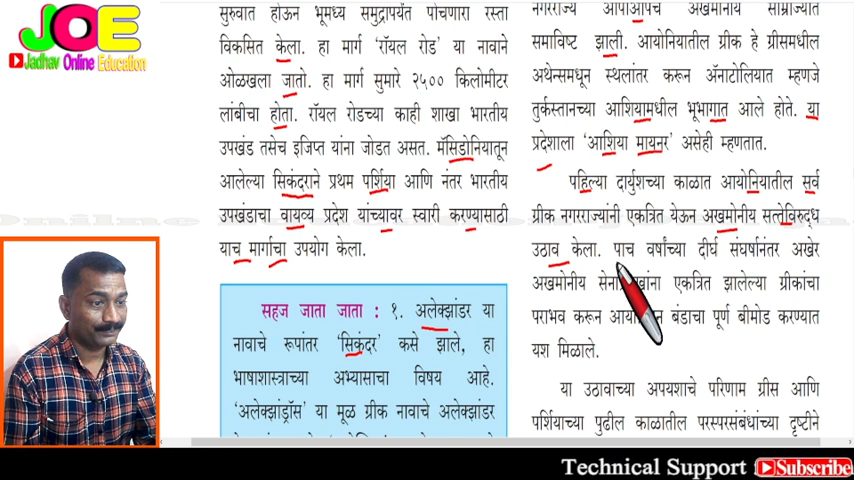 JOE
Jadhav Online Education
सुरुवात होऊन भूमध्य समुद्रापर्यंत पोचणारा रस्ता
विकसित केला. हा मार्ग ‘रॉयल रोड’ या नावाने
ओळखला जातो. हा मार्ग सुमारे २५०० किलोमीटर
लांबीचा होता. रॉयल रोडच्या काही शाखा भारतीय
उपखंड तसेच इजिप्त यांना जोडत असत. मॅसिडोनियातून
आलेल्या सिकंदराने प्रथम पर्शिया आणि नंतर भारतीय
उपखंडाचा वायव्य प्रदेश यांच्यावर स्वारी करण्यासाठी
याच मार्गाचा उपयोग केला.
सहज जाता जाता : १. अलेक्झांडर या
नावाचे रूपांतर ‘सिकंदर’ कसे झाले, हा
भाषाशास्त्राच्या अभ्यासाचा विषय आहे.
‘अलेक्झांड्रॉस’ या मूळ ग्रीक नावाचे अलेक्झांडर
नगरराज्य आपोआपच अखमोनीय साम्राज्यात
समाविष्ट झाली. आयोनियातील ग्रीक हे ग्रीसमधील
अथेन्समधून स्थलांतर करून ॲनाटोलियात म्हणजे
तुर्कस्तानच्या आशियामधील भूभागात आले होते. या
प्रदेशाला ‘आशिया मायनर’ असेही म्हणतात.
पहिल्या दार्युशच्या काळात आयोनियातील सर्व
ग्रीक नगरराज्यांनी एकत्रित येऊन अखमोनीय सत्तेविरुद्ध
उठाव केला. पाच वर्षांच्या दीर्घ संघर्षानंतर अखेर
अखमोनीय एकत्रित झालेल्या ग्रीकांचा
पराभव करून बंडाचा पूर्ण बीमोड करण्यात
यश मिळाले.
या उठावाच्या अपयशाचे परिणाम ग्रीस आणि
पर्शियाच्या पुढील काळातील परस्परसंबंधांच्या दृष्टीने
Technical Support
Subscribe